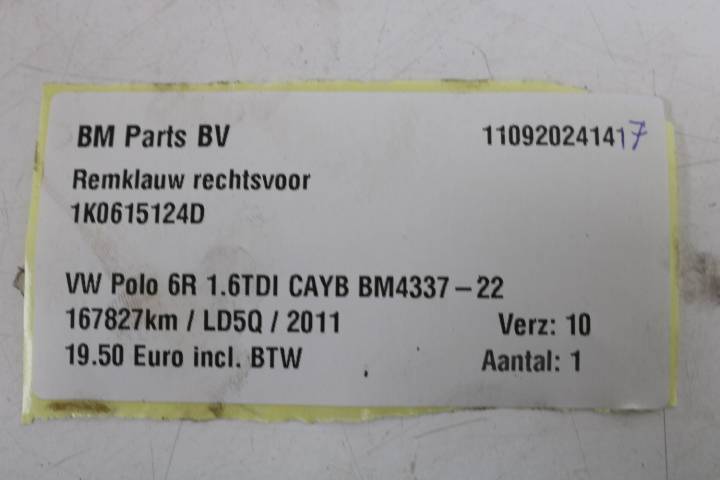 BM Parts BV 110920241417
Remklauw rechtsvoor
1K0615124D
VW Polo 6R 1.6TDI CAYB BM4337-22
167827km / LD5Q / 2011 Verz: 10
19.50 Euro incl. BTW Aantal: 1